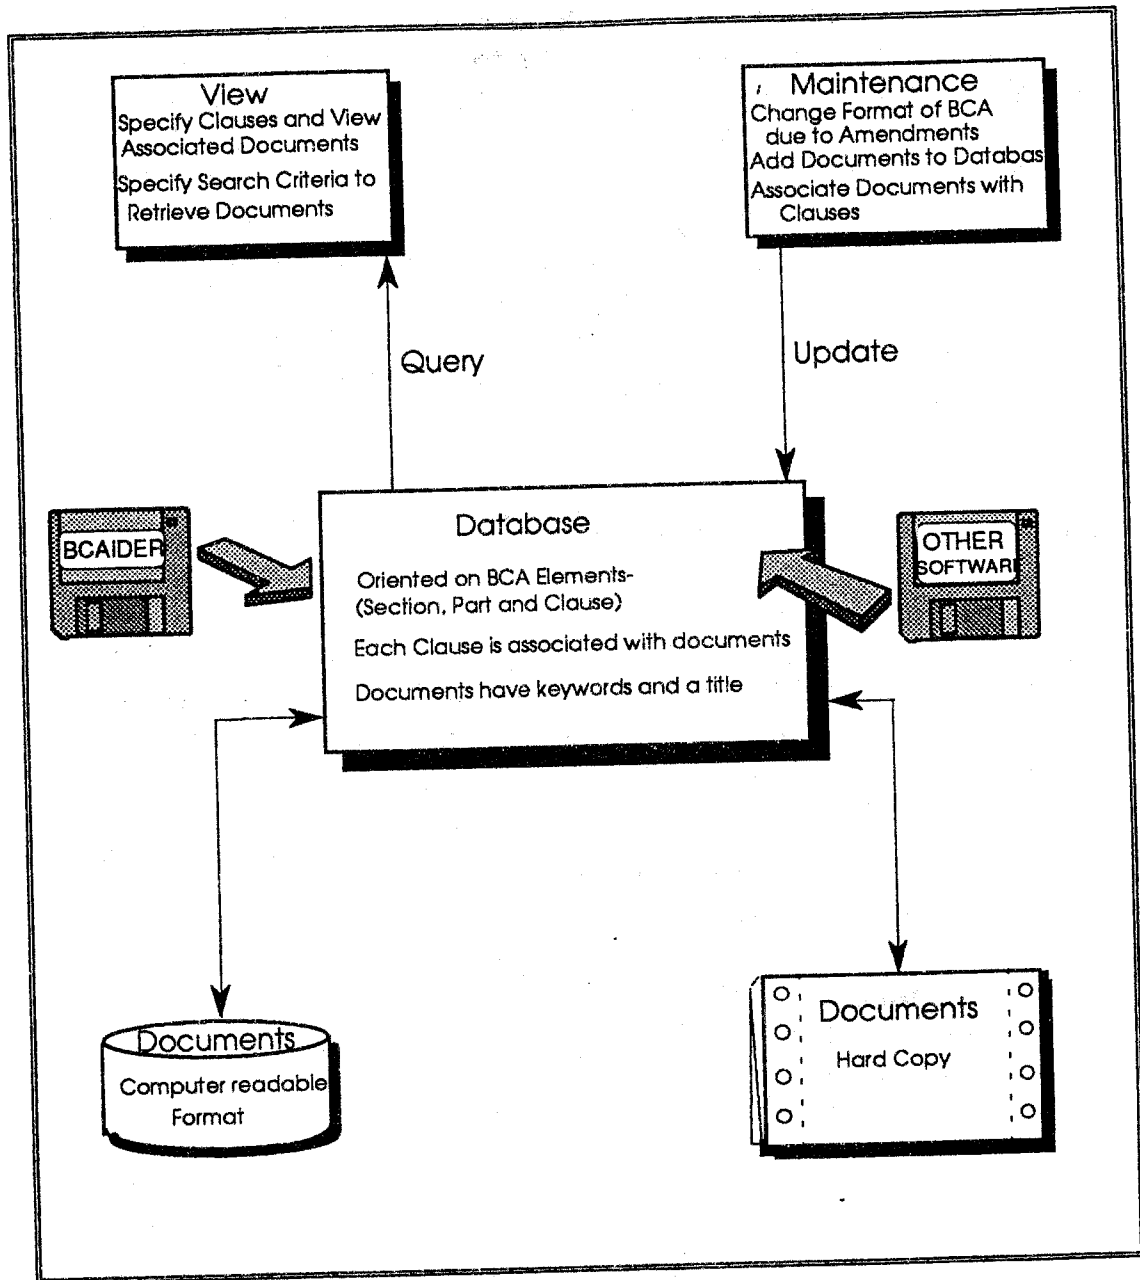 View
Specify Clauses and View
Associated Documents
Specify Search Criteria to
Retrieve Documents
Maintenance
Change Format of BCA
due to Amendments
Add Documents to Databas
Associate Documents with
Clauses
Query
Update
BCAIDER
Database
Oriented on BCA Elements-
(Section, Part and Clause)
Each Clause is associated with documents
Documents have keywords and a title
OTHER
SOFTWAR
Documents
Computer readable
Format
Documents
Hard Copy